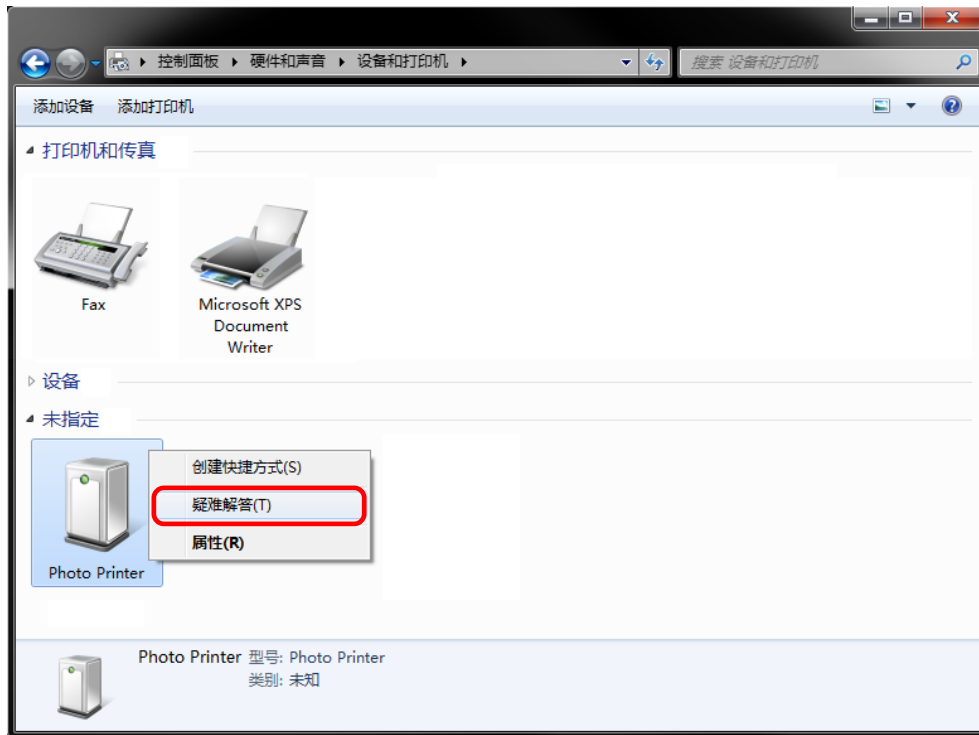 控制面板 硬件和声音 设备和打印机
搜索 设备和打印机
添加设备 添加打印机
打印机和传真
Fax
Microsoft XPS
Document
Writer
设备
未指定
创建快捷方式(S)
疑难解答(T)
属性(R)
Photo Printer
Photo Printer 型号: Photo Printer
类别: 未知